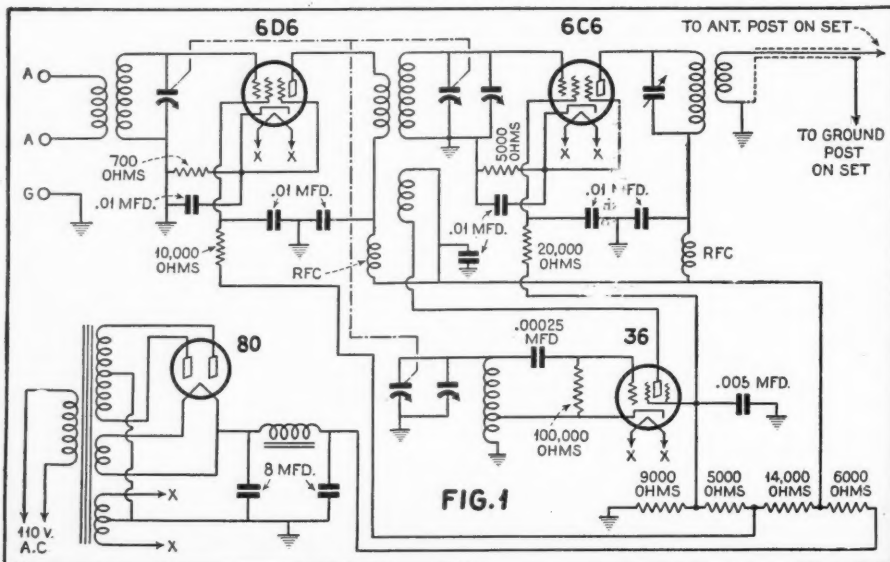 6D6
6C6
TO ANT. POST ON SET
A
A
G
700
OHMS
.01 MFD.
.01 MFD.
10,000
OHMS
RFC
X X
5000
OHMS
.01 MFD.
.01 MFD.
20,000
OHMS
RFC
X X
TO GROUND
POST
ON SET
80
110 V.
A.C
X
X
8 MFD.
FIG.1
.00025
MFD
36
100,000
OHMS
X X
.005 MFD.
9000
OHMS
5000
OHMS
14,000
OHMS
6000
OHMS